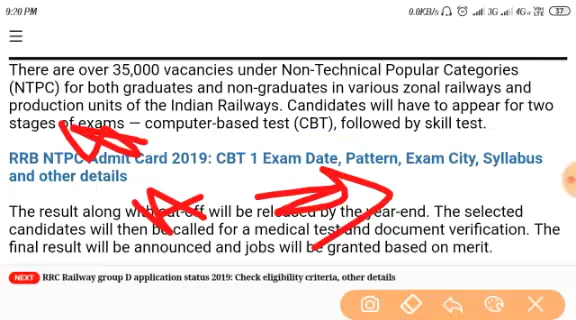 9:20 PM 0.0KB/s 3G 4G+ Vo LTE 37
There are over 35,000 vacancies under Non-Technical Popular Categories
(NTPC) for both graduates and non-graduates in various zonal railways and
production units of the Indian Railways. Candidates will have to appear for two
stages of exams — computer-based test (CBT), followed by skill test.
RRB NTPC Admit Card 2019: CBT 1 Exam Date, Pattern, Exam City, Syllabus
and other details
The result along with cut-off will be released by the year-end. The selected
candidates will then be called for a medical test and document verification. The
final result will be announced and jobs will be granted based on merit.
NEXT RRC Railway group D application status 2019: Check eligibility criteria, other details